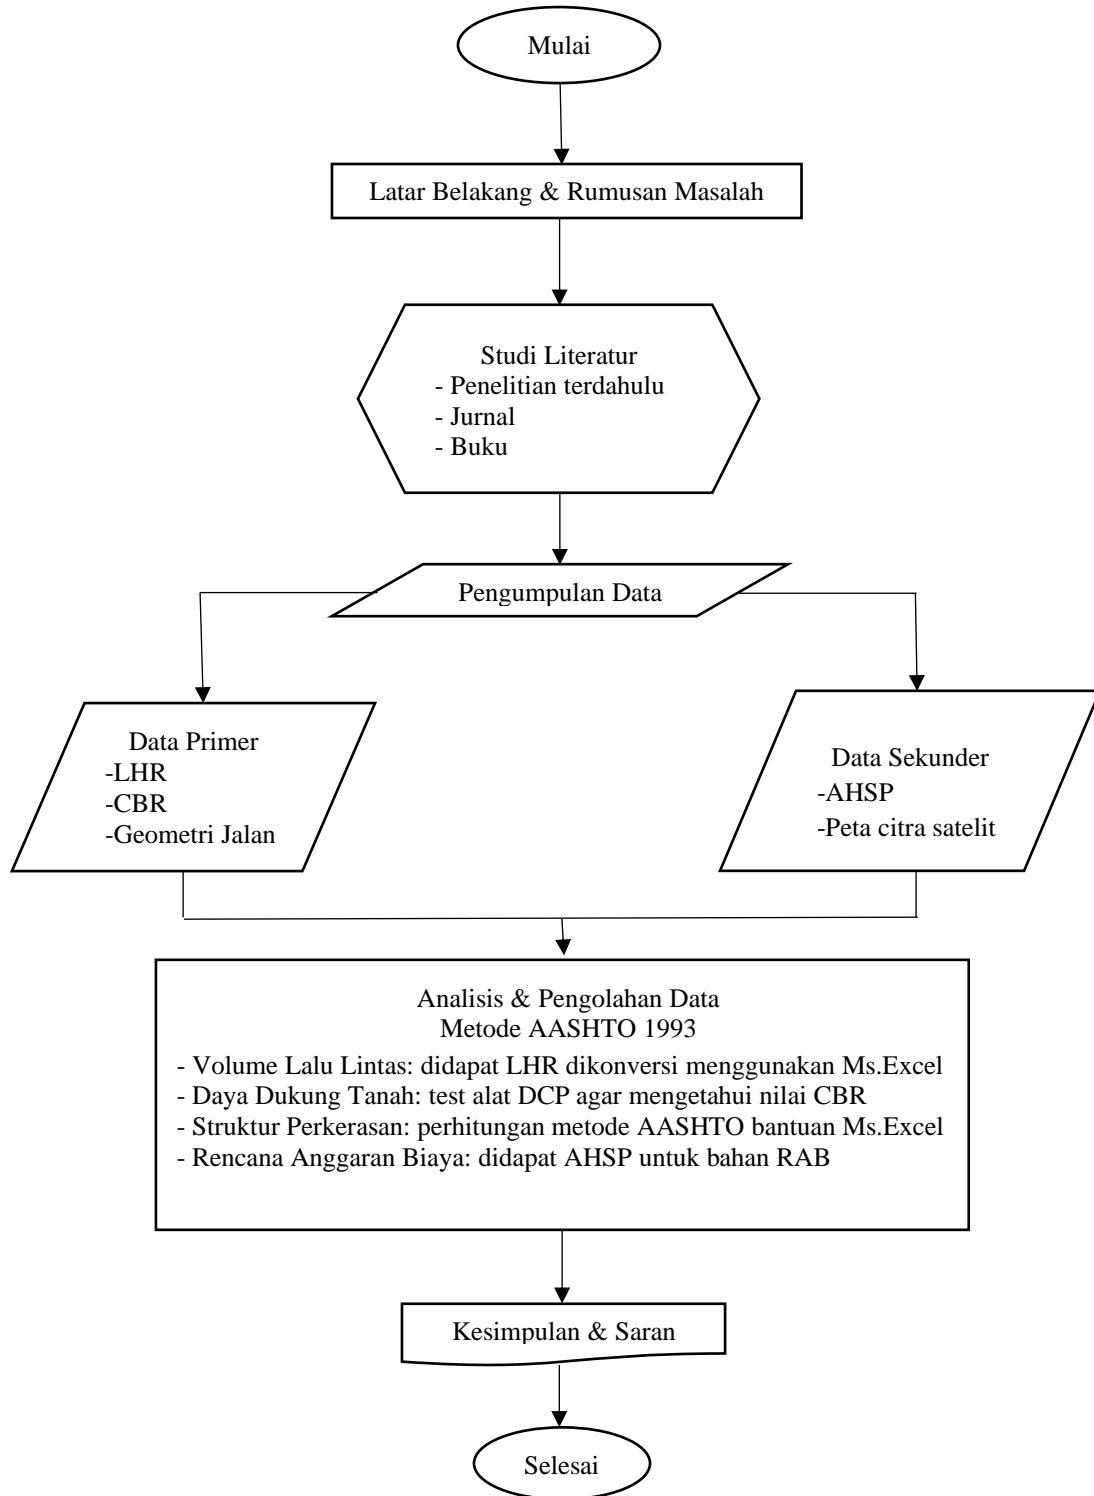 Mulai
Latar Belakang & Rumusan Masalah
Studi Literatur
- Penelitian terdahulu
- Jurnal
- Buku
Pengumpulan Data
Data Primer
-LHR
-CBR
-Geometri Jalan
Data Sekunder
-AHSP
-Peta citra satelit
Analisis & Pengolahan Data
Metode AASHTO 1993
- Volume Lalu Lintas: didapat LHR dikonversi menggunakan Ms.Excel
- Daya Dukung Tanah: test alat DCP agar mengetahui nilai CBR
- Struktur Perkerasan: perhitungan metode AASHTO bantuan Ms.Excel
- Rencana Anggaran Biaya: didapat AHSP untuk bahan RAB
Kesimpulan & Saran
Selesai